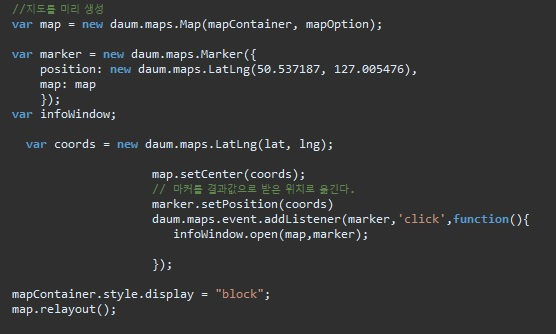 //지도를 미리 생성
var map = new daum.maps.Map(mapContainer, mapOption);
var marker = new daum.maps.Marker({
position: new daum.maps.LatLng(50.537187, 127.005476),
map: map
});
var infoWindow;
var coords = new daum.maps.LatLng(lat, lng);
map.setCenter(coords);
// 마커를 결과값으로 받은 위치로 옮긴다.
marker.setPosition(coords)
daum.maps.event.addListener(marker,'click',function(){
infoWindow.open(map,marker);
});
mapContainer.style.display = "block";
map.relayout();